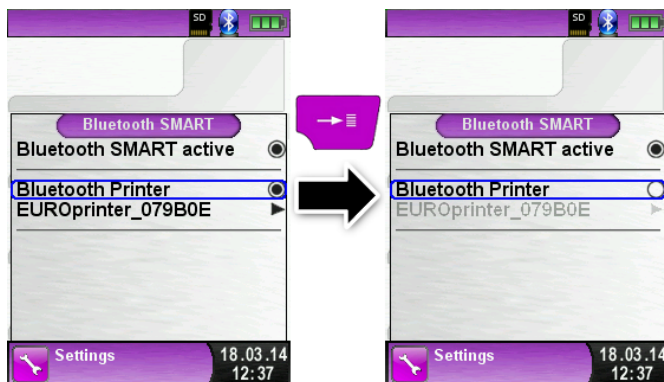 SD
Bluetooth SMART
Bluetooth SMART active
Bluetooth Printer
EUROprinter_079B0E
Settings
18.03.14
12:37
SD
Bluetooth SMART
Bluetooth SMART active
Bluetooth Printer
EUROprinter_079B0E
Settings
18.03.14
12:37